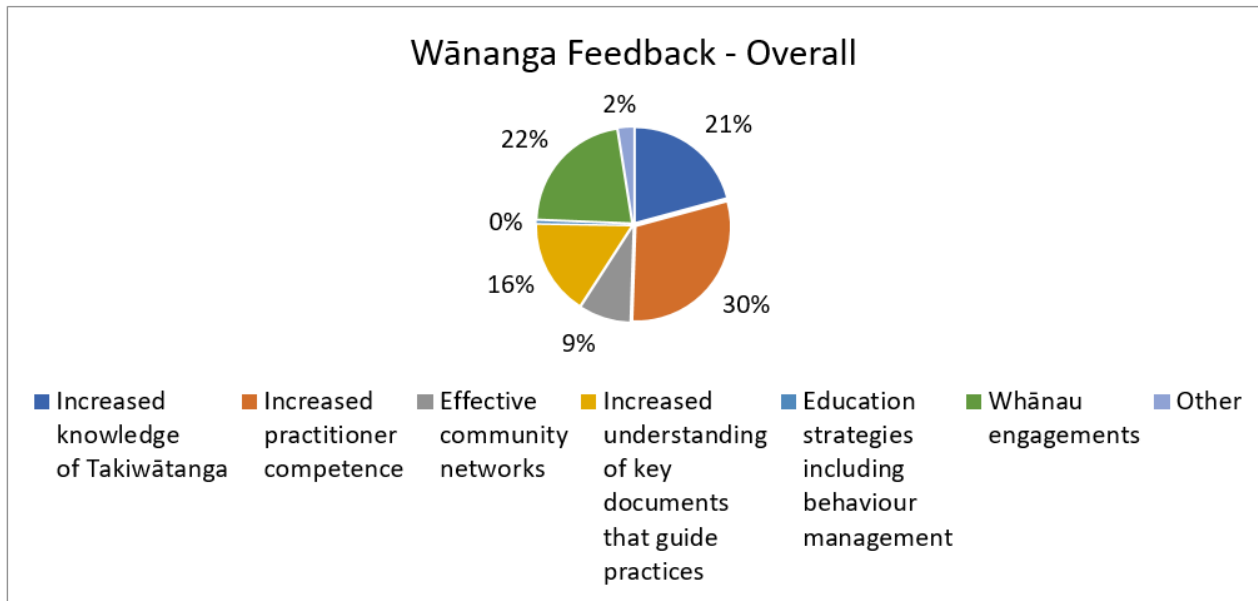 Wānanga Feedback - Overall
2%
21%
22%
0%
16%
30%
9%
Increased
knowledge
of Takiwātanga
Increased
practitioner
competence
Effective
community
networks
Increased
understanding
of key
documents
that guide
practices
Education
strategies
including
behaviour
management
Whānau
engagements
Other